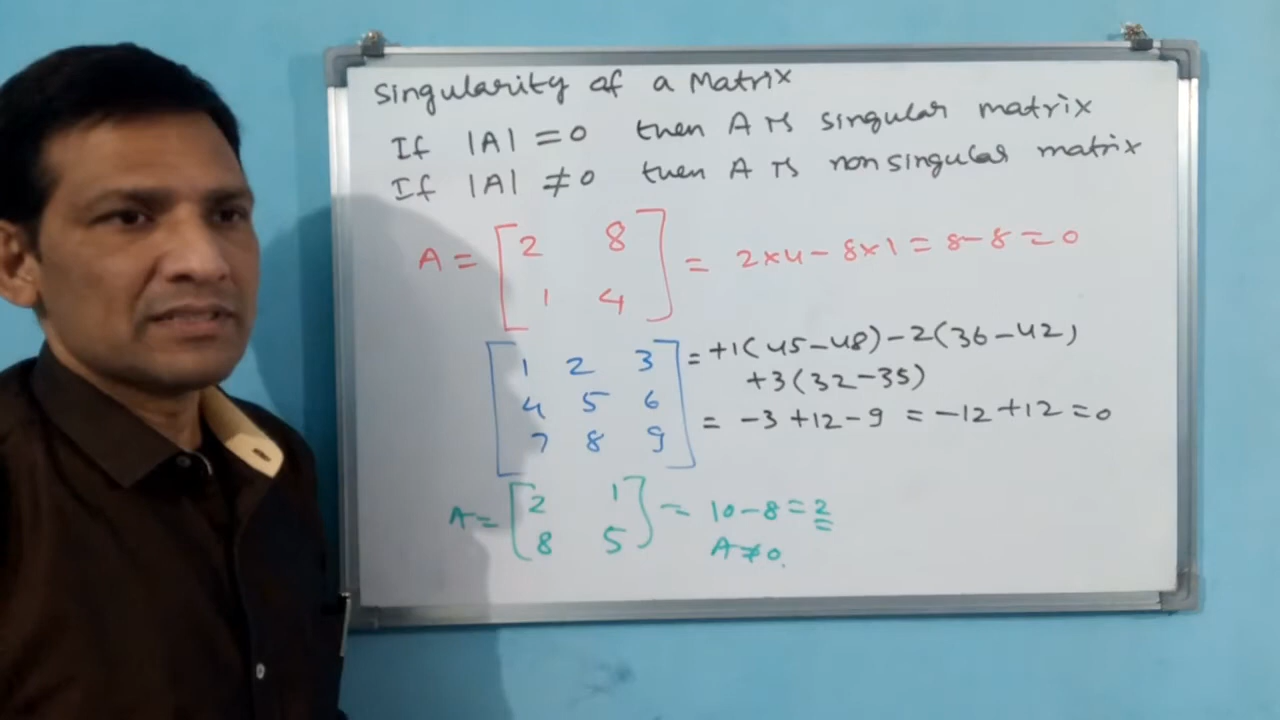 Singularity of a Matrix
If |A| = 0 then A is singular matrix
If |A| ≠ 0 then A is nonsingular matrix
A = [2 8
1 4] = 2×4 - 8×1 = 8-8 = 0
[1 2 3
4 5 6
7 8 9]
= +1(45-48) - 2(36-42)
+3(32-35)
= -3+12-9 = -12+12 = 0
A = [2 1
8 5] = 10-8 = 2
A ≠ 0.